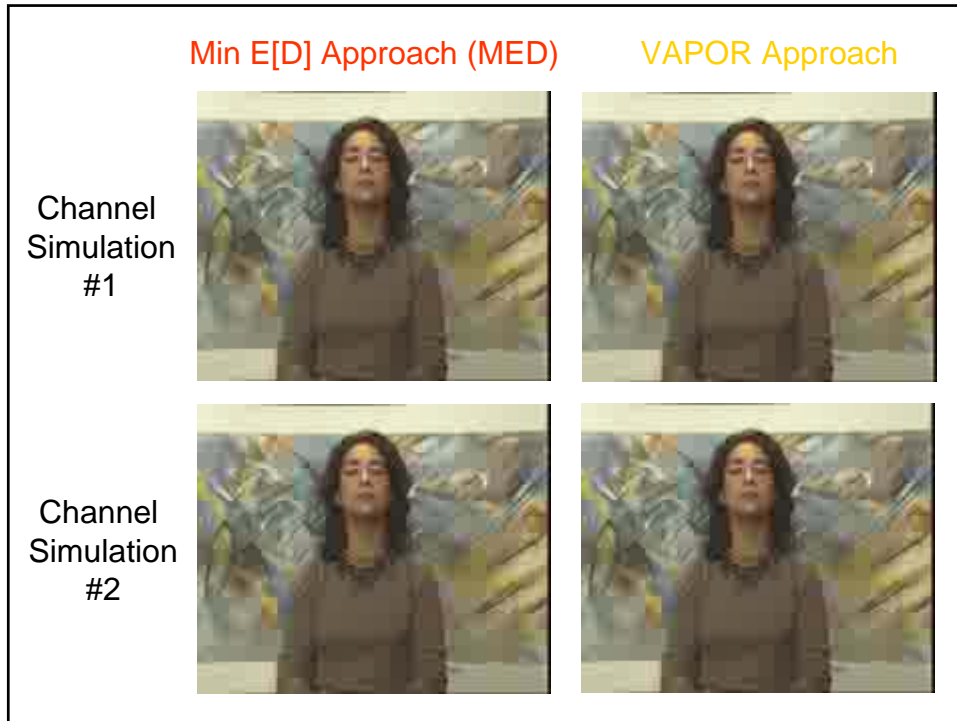 Min E[D] Approach (MED)
VAPOR Approach
Channel
Simulation
#1
Channel
Simulation
#2